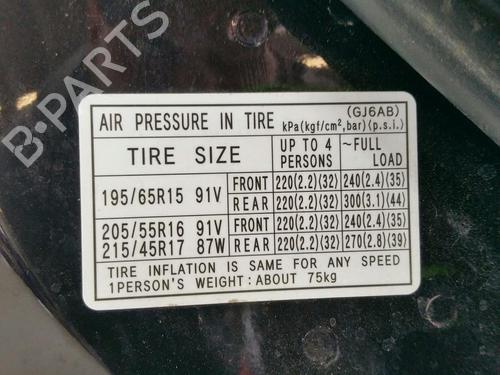 B-PARTS
(GJ6AB)
AIR PRESSURE IN TIRE kPa(kgf/cm²,bar)(p.s.i.)
TIRE SIZE UP TO 4 PERSONS ~FULL LOAD
195/65R15 91V FRONT 220(2.2)(32) 240(2.4)(35)
REAR 220(2.2)(32) 300(3.1)(44)
205/55R16 91V FRONT 220(2.2)(32) 240(2.4)(35)
215/45R17 87W REAR 220(2.2)(32) 270(2.8)(39)
TIRE INFLATION IS SAME FOR ANY SPEED
1PERSON'S WEIGHT:ABOUT 75kg